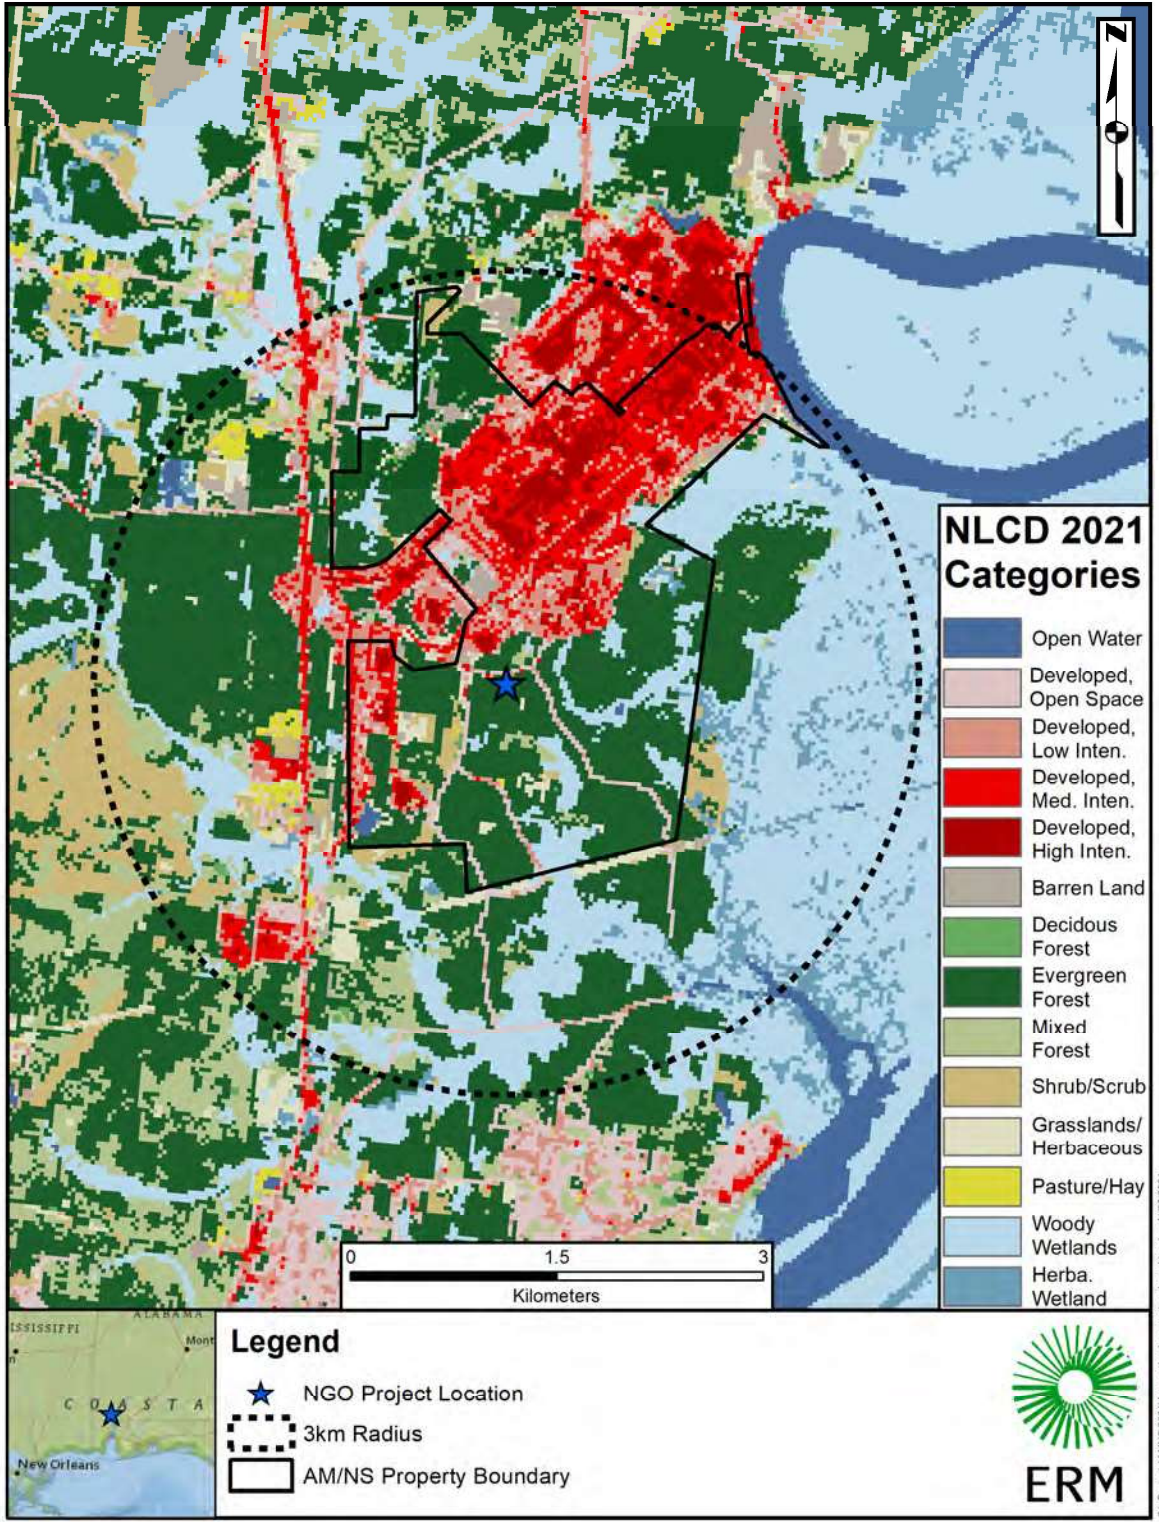 N
NLCD 2021
Categories
Open Water
Developed,
Open Space
Developed,
Low Inten.
Developed,
Med. Inten.
Developed,
High Inten.
Barren Land
Decidous
Forest
Evergreen
Forest
Mixed
Forest
Shrub/Scrub
Grasslands/
Herbaceous
Pasture/Hay
Woody
Wetlands
Herba.
Wetland
0 1.5 3
Kilometers
ALABAMA
ISSISSIPPI
Mont
n
C O A S T A
New Orleans
Legend
NGO Project Location
3km Radius
AM/NS Property Boundary
ERM